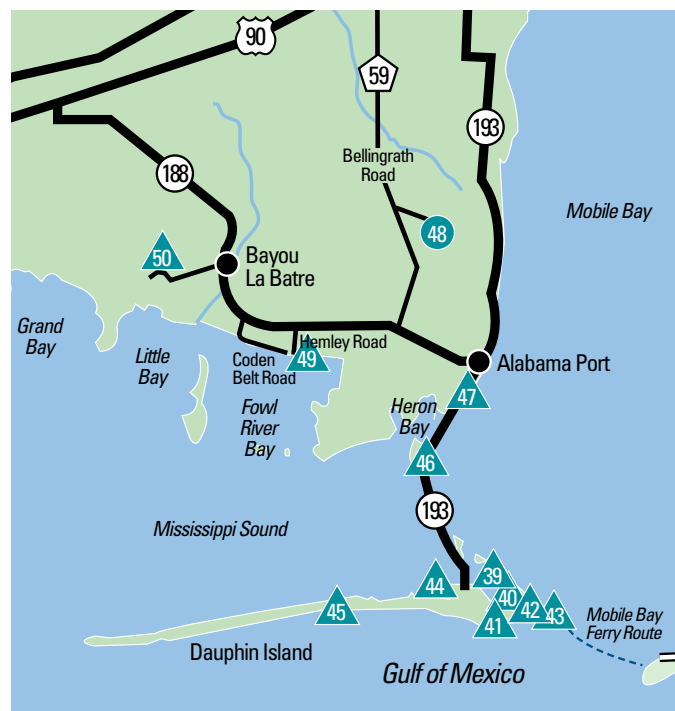 90
59
193
Bellingrath
Road
188
Mobile Bay
48
50
Bayou
La Batre
Grand
Bay
Little
Bay
Hemley Road
49
Coden
Belt Road
Alabama Port
47
Fowl
River
Bay
Heron
Bay
46
193
Mississippi Sound
39
44
40
45
42
43
41
Mobile Bay
Ferry Route
Dauphin Island
Gulf of Mexico